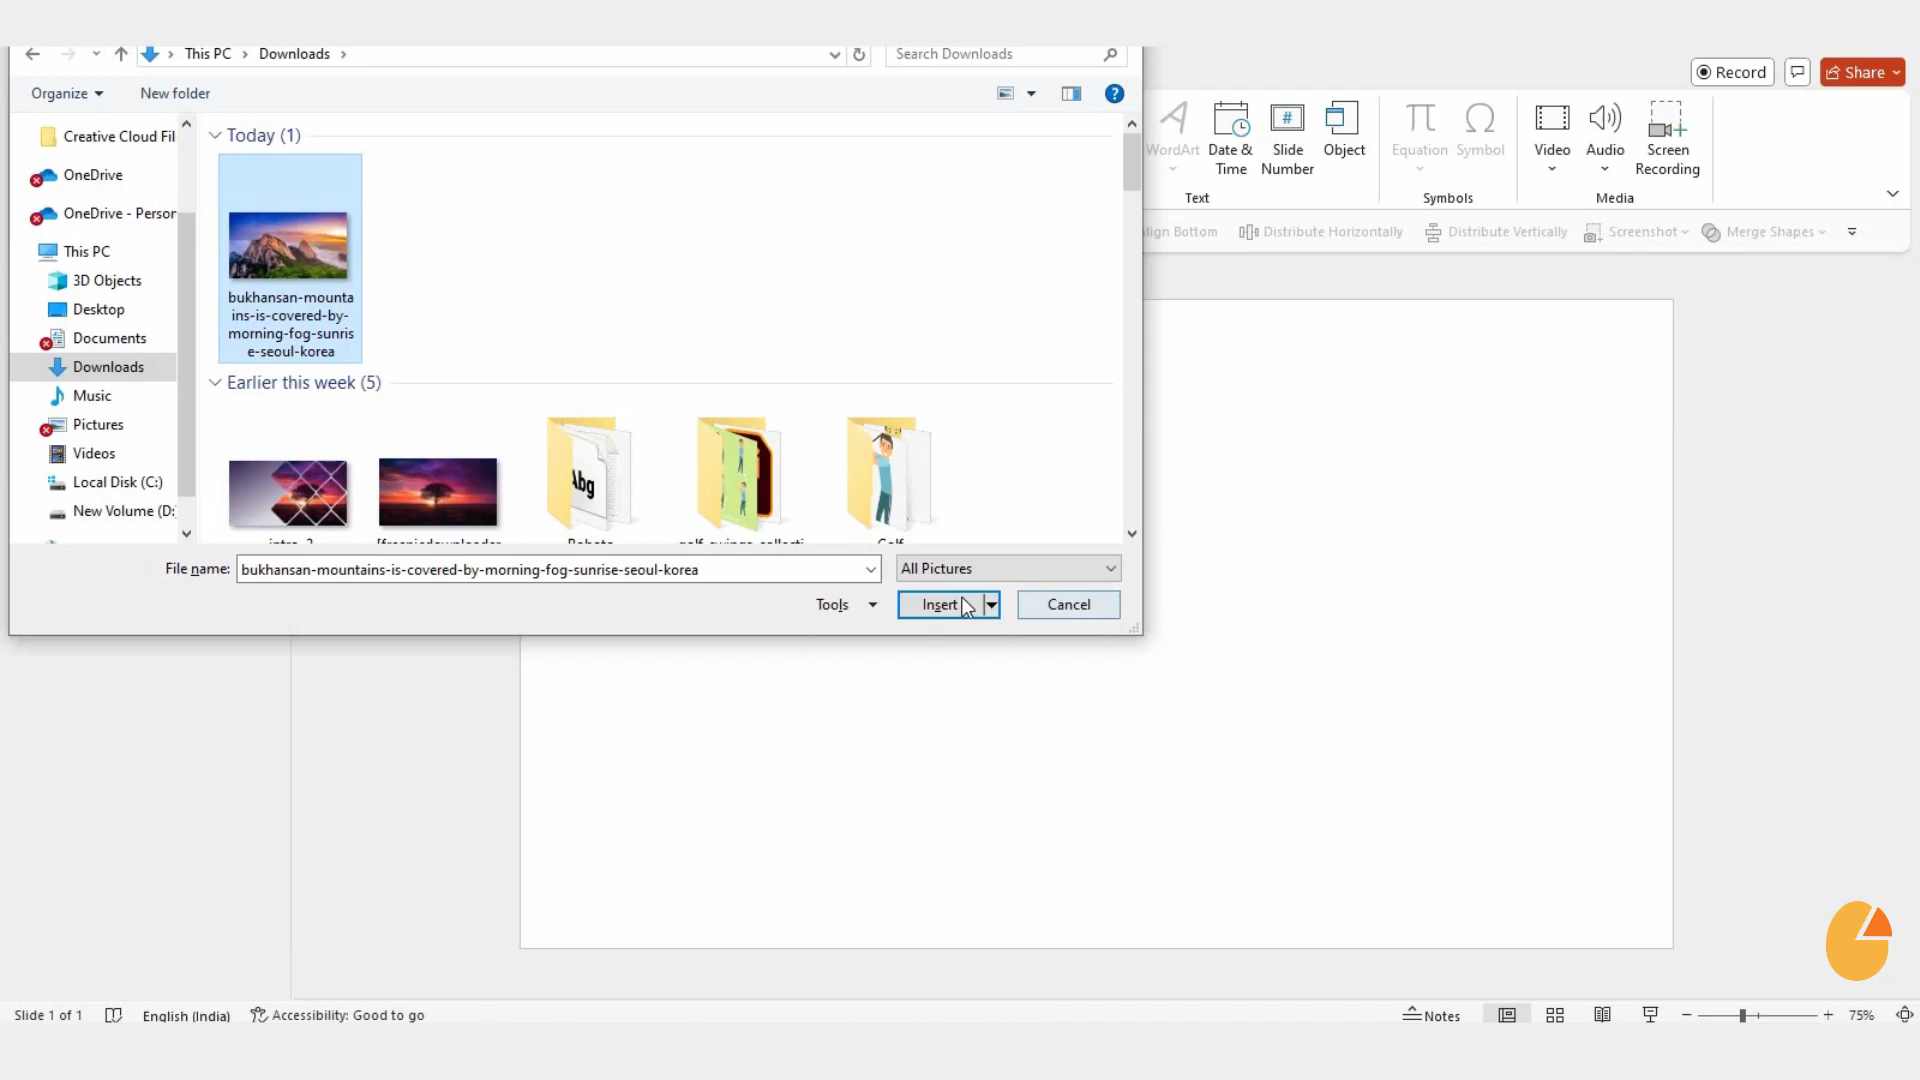 This PC
Downloads
Search Downloads
Record
Share
Organize
New folder
?
Creative Cloud Fil
OneDrive
OneDrive - Person
This PC
3D Objects
Desktop
Documents
Downloads
Music
Pictures
Videos
Local Disk (C:)
New Volume (D:
Today (1)
bukhansan-mounta
ins-is-covered-by-
morning-fog-sunris
e-seoul-korea
Earlier this week (5)
Abg
File name:
bukhansan-mountains-is-covered-by-morning-fog-sunrise-seoul-korea
All Pictures
Tools
Insert
Cancel
WordArt
Date &
Time
#
Slide
Number
Object
Text
π
Equation
Ω
Symbol
Symbols
Video
Audio
Screen
Recording
Media
lign Bottom
Distribute Horizontally
Distribute Vertically
Screenshot
Merge Shapes
Slide 1 of 1
English (India)
Accessibility: Good to go
Notes
75%